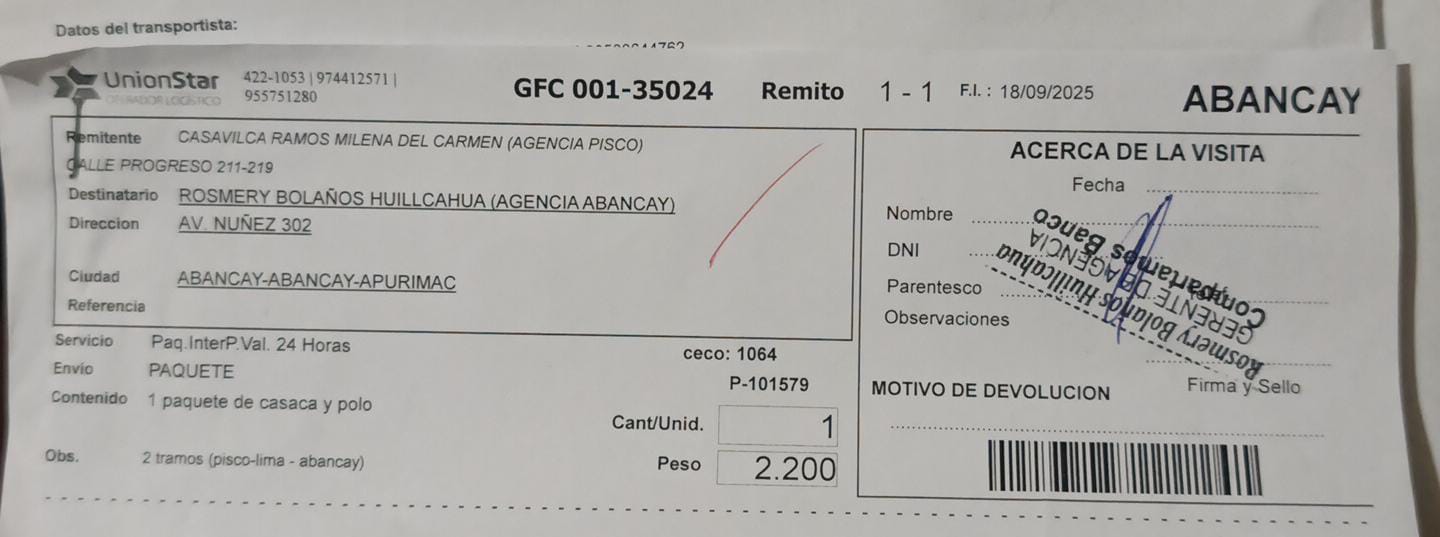 Datos del transportista:
UnionStar
OPERADOR LOGÍSTICO
422-1053 | 974412571 |
955751280
GFC 001-35024 Remito 1 - 1 F.I. : 18/09/2025 ABANCAY
Remitente CASAVILCA RAMOS MILENA DEL CARMEN (AGENCIA PISCO)
CALLE PROGRESO 211-219
Destinatario ROSMERY BOLAÑOS HUILLCAHUA (AGENCIA ABANCAY)
Direccion AV. NUÑEZ 302
Ciudad ABANCAY-ABANCAY-APURIMAC
Referencia
Servicio Paq.InterP.Val. 24 Horas
Envío PAQUETE
Contenido 1 paquete de casaca y polo
Obs. 2 tramos (pisco-lima - abancay)
ceco: 1064
P-101579
Cant/Unid. 1
Peso 2.200
ACERCA DE LA VISITA
Fecha
Nombre
DNI
Parentesco
Observaciones
Rosmery Bolaños Huillcahua
GERENTE DE AGENCIA
Compartamos Banco
Firma y Sello
MOTIVO DE DEVOLUCION